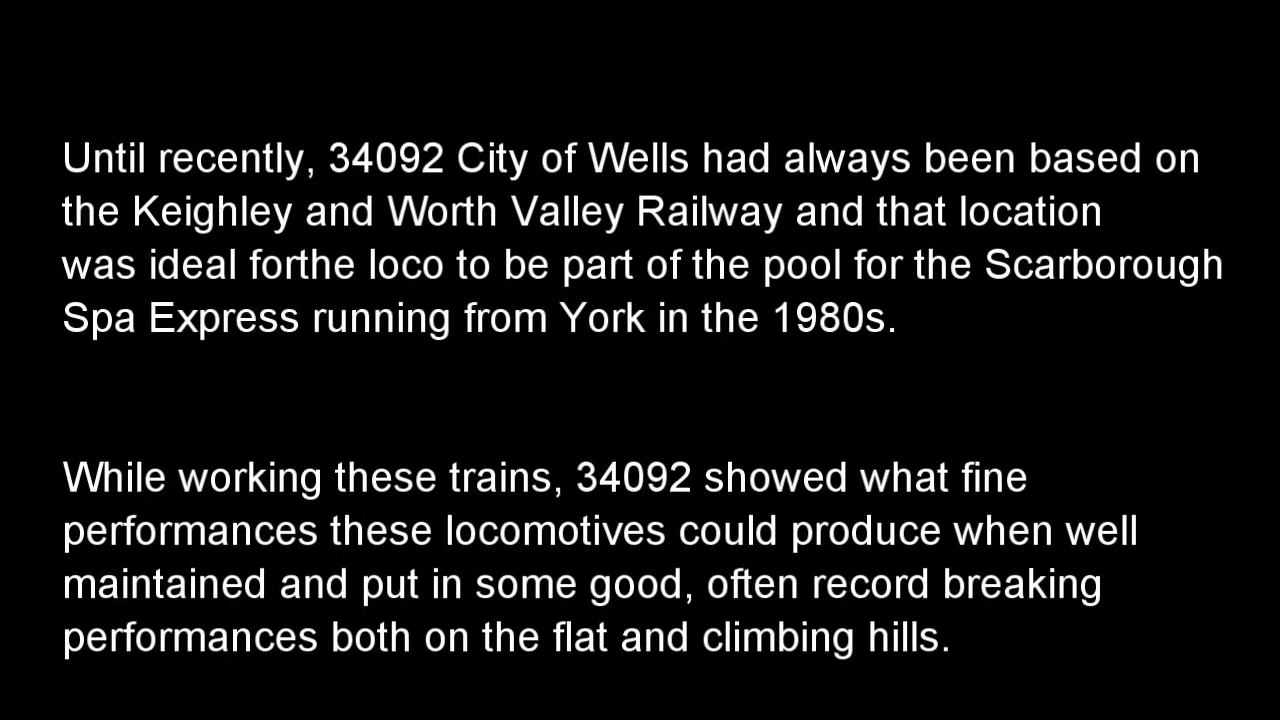 Until recently, 34092 City of Wells had always been based on
the Keighley and Worth Valley Railway and that location
was ideal forthe loco to be part of the pool for the Scarborough
Spa Express running from York in the 1980s.
While working these trains, 34092 showed what fine
performances these locomotives could produce when well
maintained and put in some good, often record breaking
performances both on the flat and climbing hills.